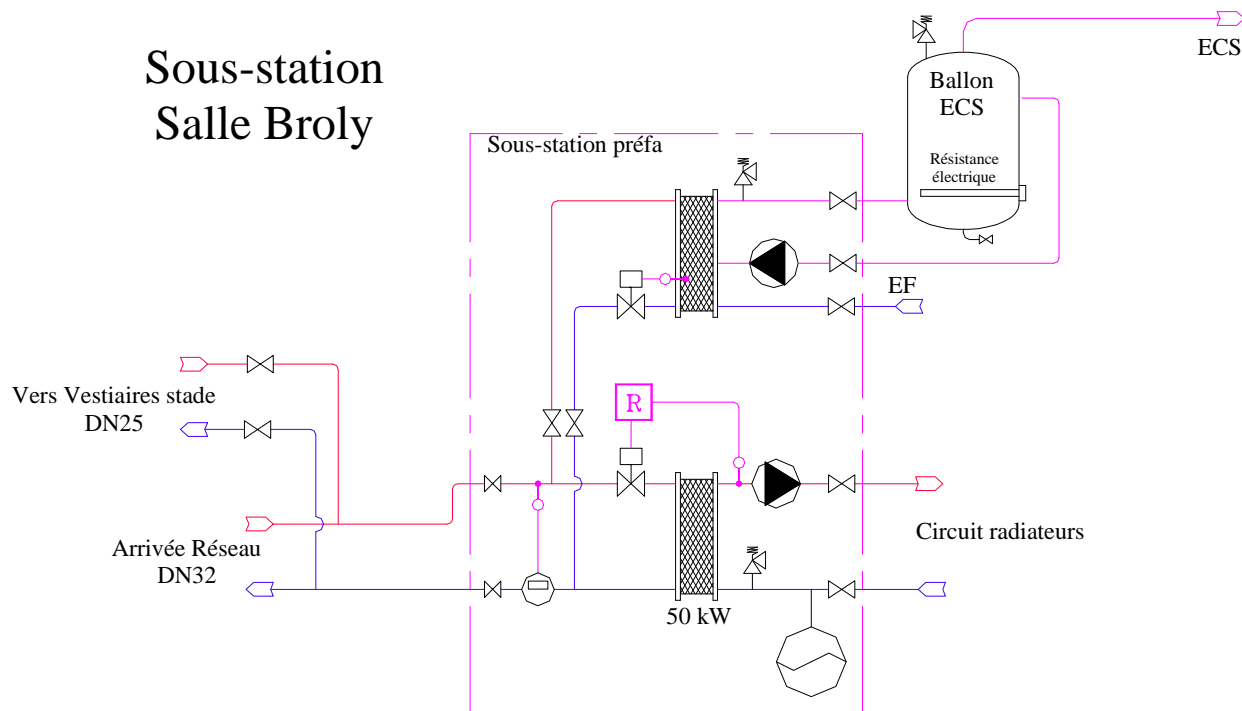 Sous-station
Salle Broly
ECS
Ballon
ECS
Résistance
électrique
Sous-station préfa
EF
Vers Vestiaires stade
DN25
R
Arrivée Réseau
DN32
Circuit radiateurs
50 kW